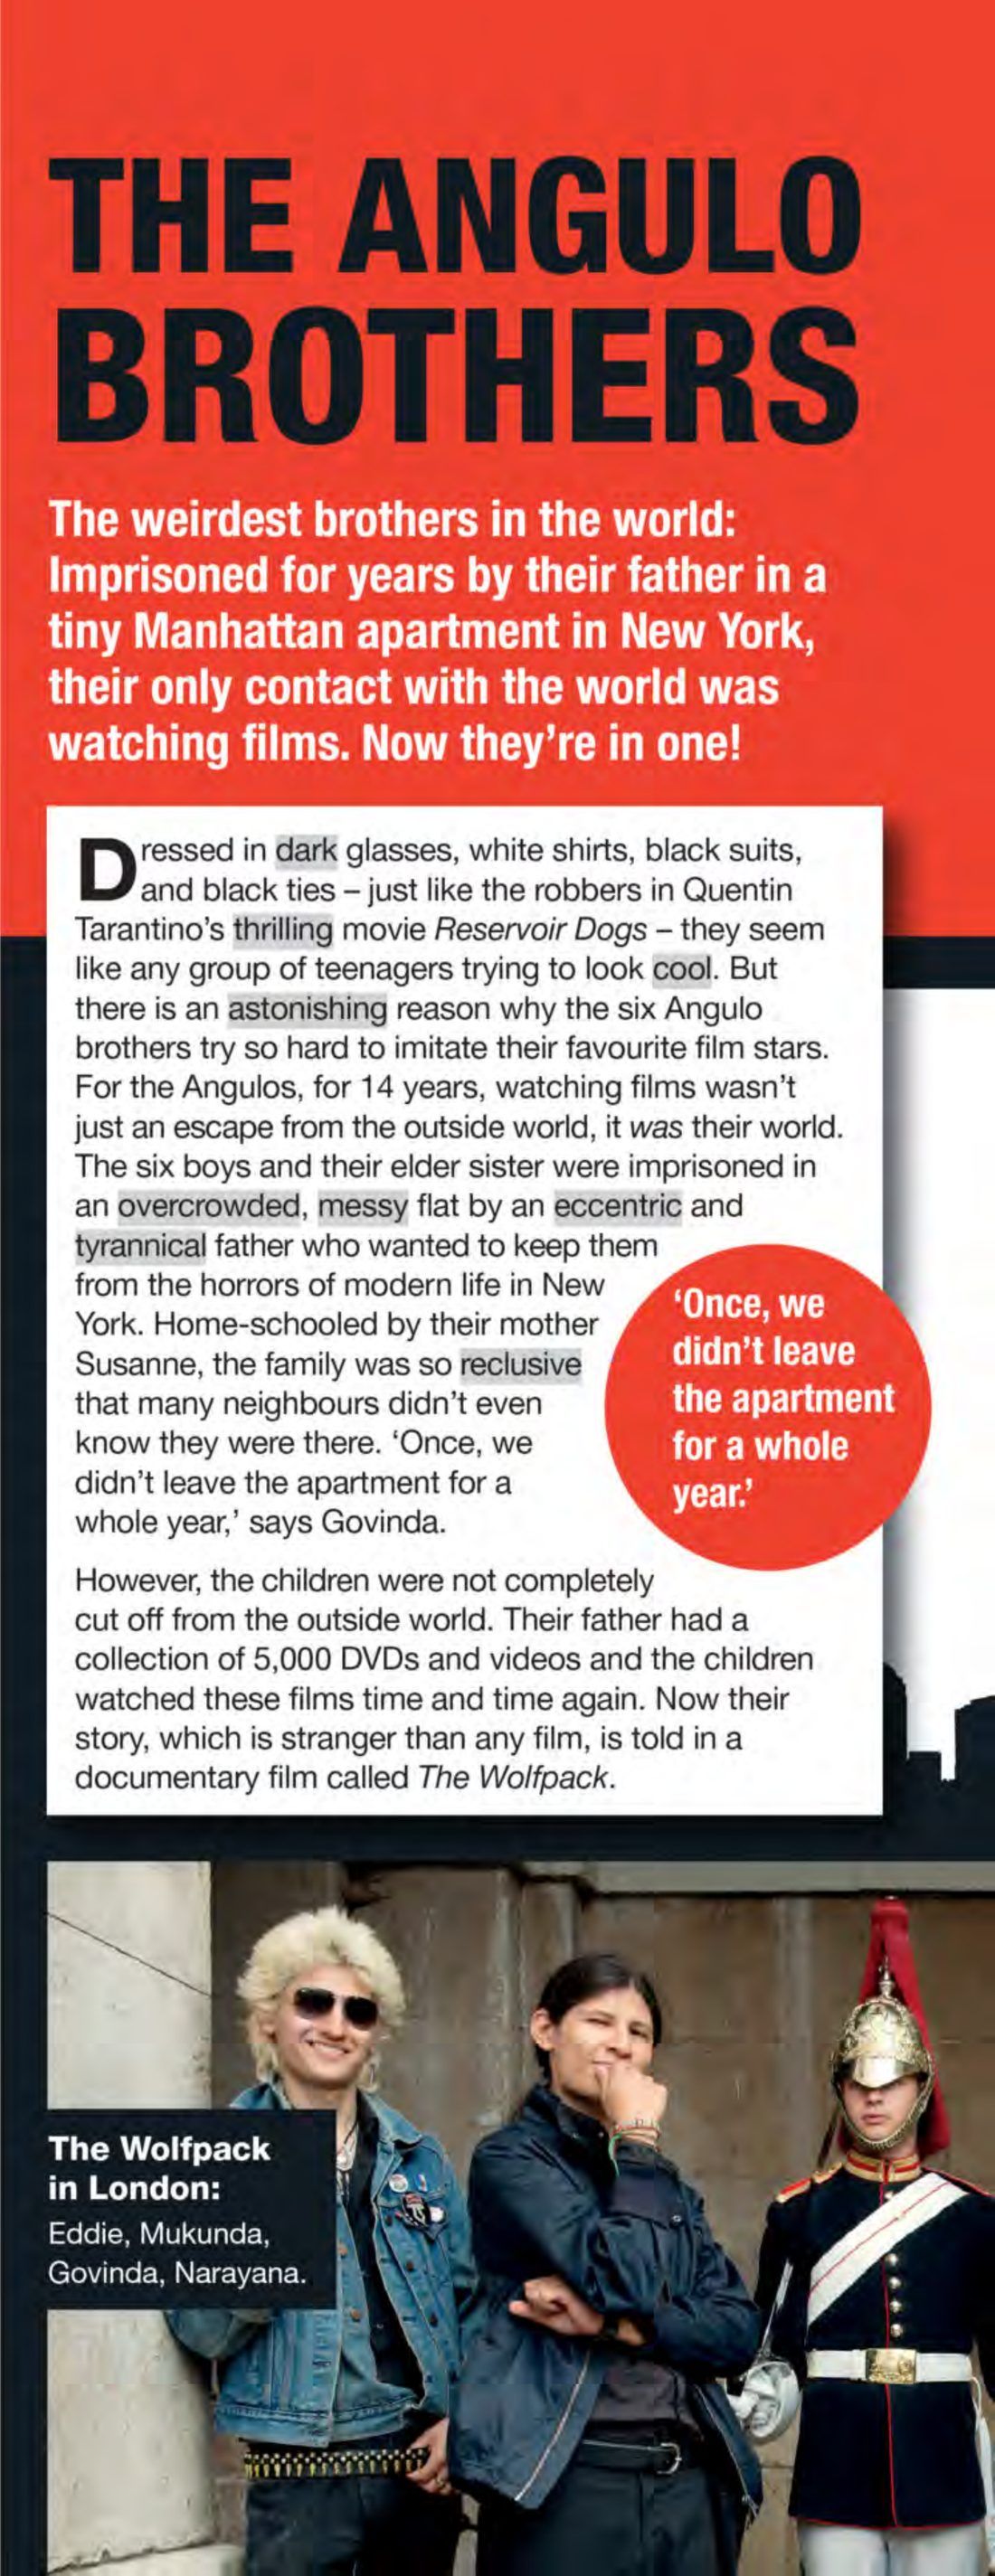 THE ANGULO
BROTHERS
The weirdest brothers in the world:
Imprisoned for years by their father in a
tiny Manhattan apartment in New York,
their only contact with the world was
watching films. Now they’re in one!
Dressed in dark glasses, white shirts, black suits,
and black ties – just like the robbers in Quentin
Tarantino’s thrilling movie Reservoir Dogs – they seem
like any group of teenagers trying to look cool. But
there is an astonishing reason why the six Angulo
brothers try so hard to imitate their favourite film stars.
For the Angulos, for 14 years, watching films wasn’t
just an escape from the outside world, it was their world.
The six boys and their elder sister were imprisoned in
an overcrowded, messy flat by an eccentric and
tyrannical father who wanted to keep them
from the horrors of modern life in New
York. Home-schooled by their mother
Susanne, the family was so reclusive
that many neighbours didn’t even
know they were there. ‘Once, we
didn’t leave the apartment for a
whole year,’ says Govinda.
‘Once, we
didn’t leave
the apartment
for a whole
year.’
However, the children were not completely
cut off from the outside world. Their father had a
collection of 5,000 DVDs and videos and the children
watched these films time and time again. Now their
story, which is stranger than any film, is told in a
documentary film called The Wolfpack.
The Wolfpack
in London:
Eddie, Mukunda,
Govinda, Narayana.